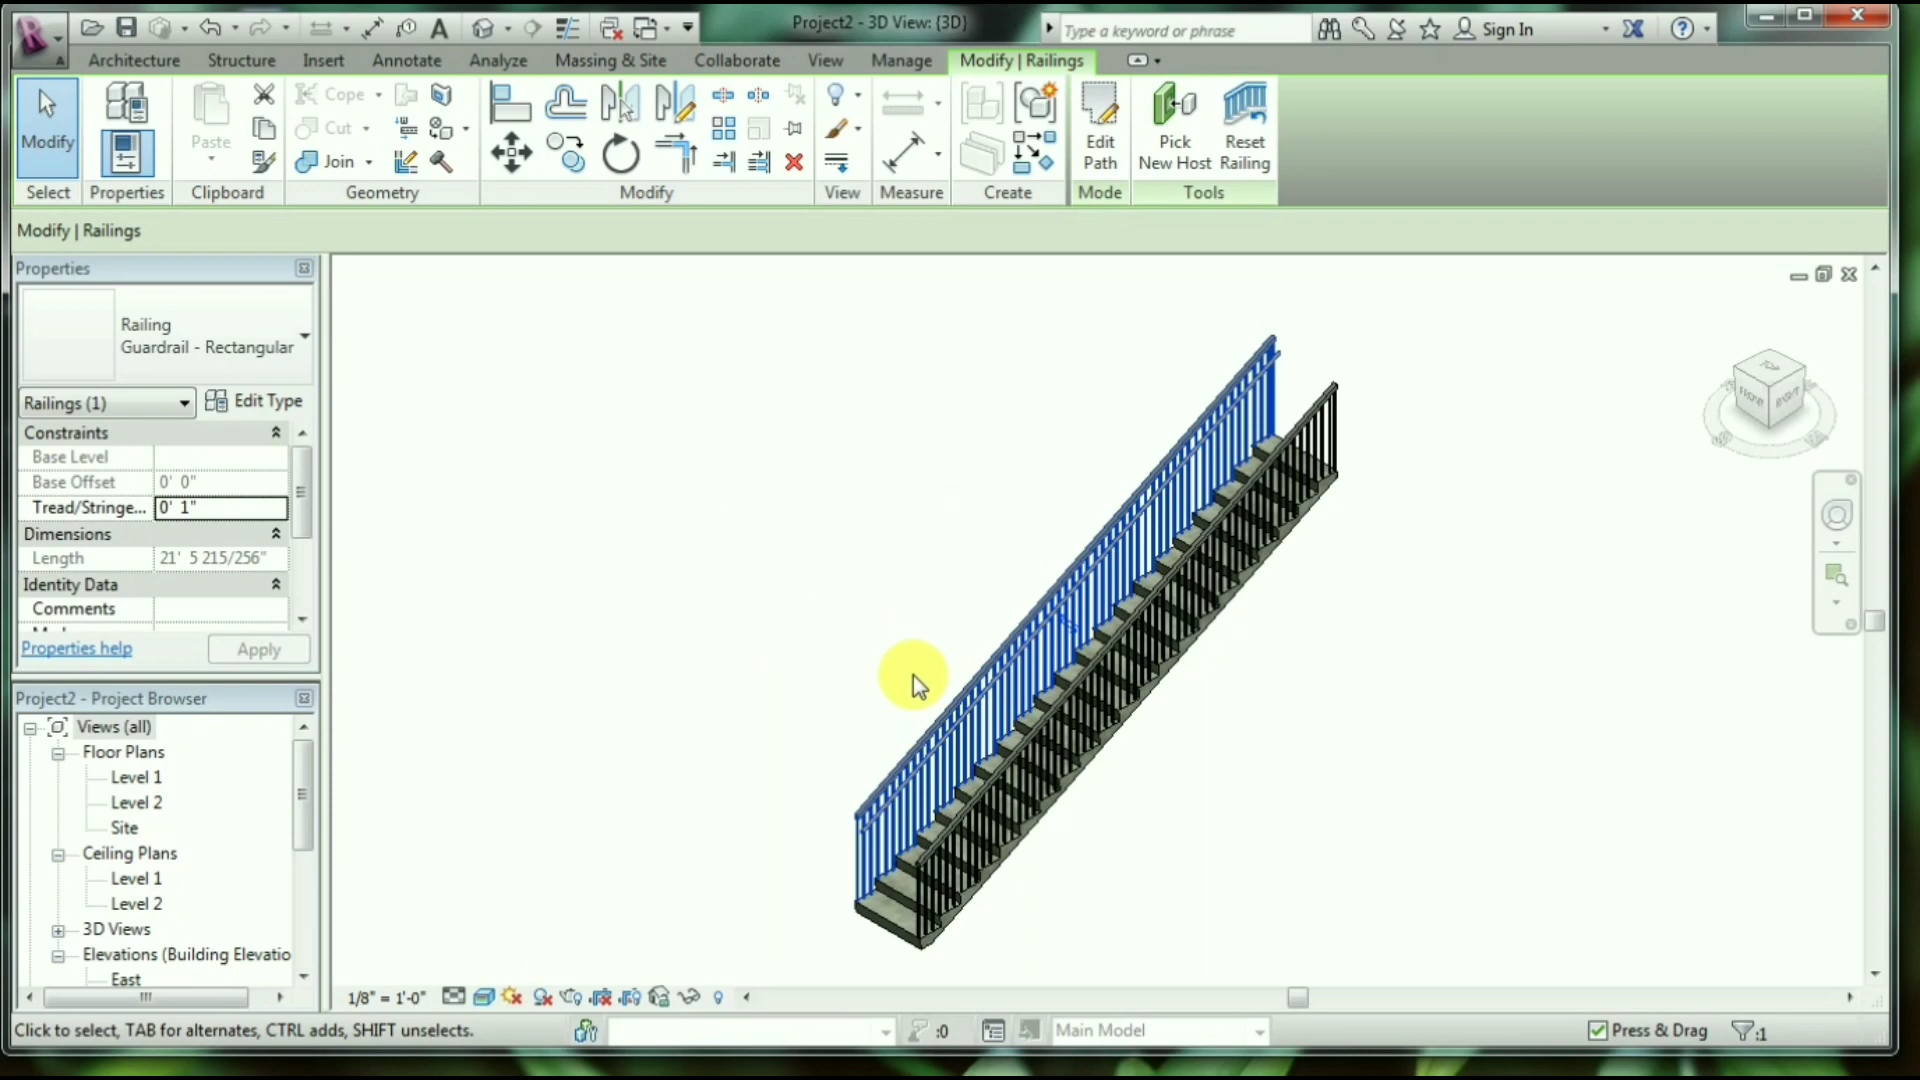 Project2 - 3D View: {3D}
Type a keyword or phrase
Sign In
Architecture
Structure
Insert
Annotate
Analyze
Massing & Site
Collaborate
View
Manage
Modify | Railings
Modify
Paste
Cope
Cut
Join
Edit
Path
Pick
New Host
Reset
Railing
Select
Properties
Clipboard
Geometry
Modify
View
Measure
Create
Mode
Tools
Modify | Railings
Properties
Railing
Guardrail - Rectangular
Railings (1)
Edit Type
Constraints
Base Level
Base Offset 0' 0"
Tread/Stringe... 0' 1"
Dimensions
Length 21' 5 215/256"
Identity Data
Comments
Properties help
Apply
Project2 - Project Browser
Views (all)
Floor Plans
Level 1
Level 2
Site
Ceiling Plans
Level 1
Level 2
3D Views
Elevations (Building Elevatio
East
FRONT
RIGHT
1/8" = 1'-0"
Click to select, TAB for alternates, CTRL adds, SHIFT unselects.
:0
Main Model
Press & Drag
:1